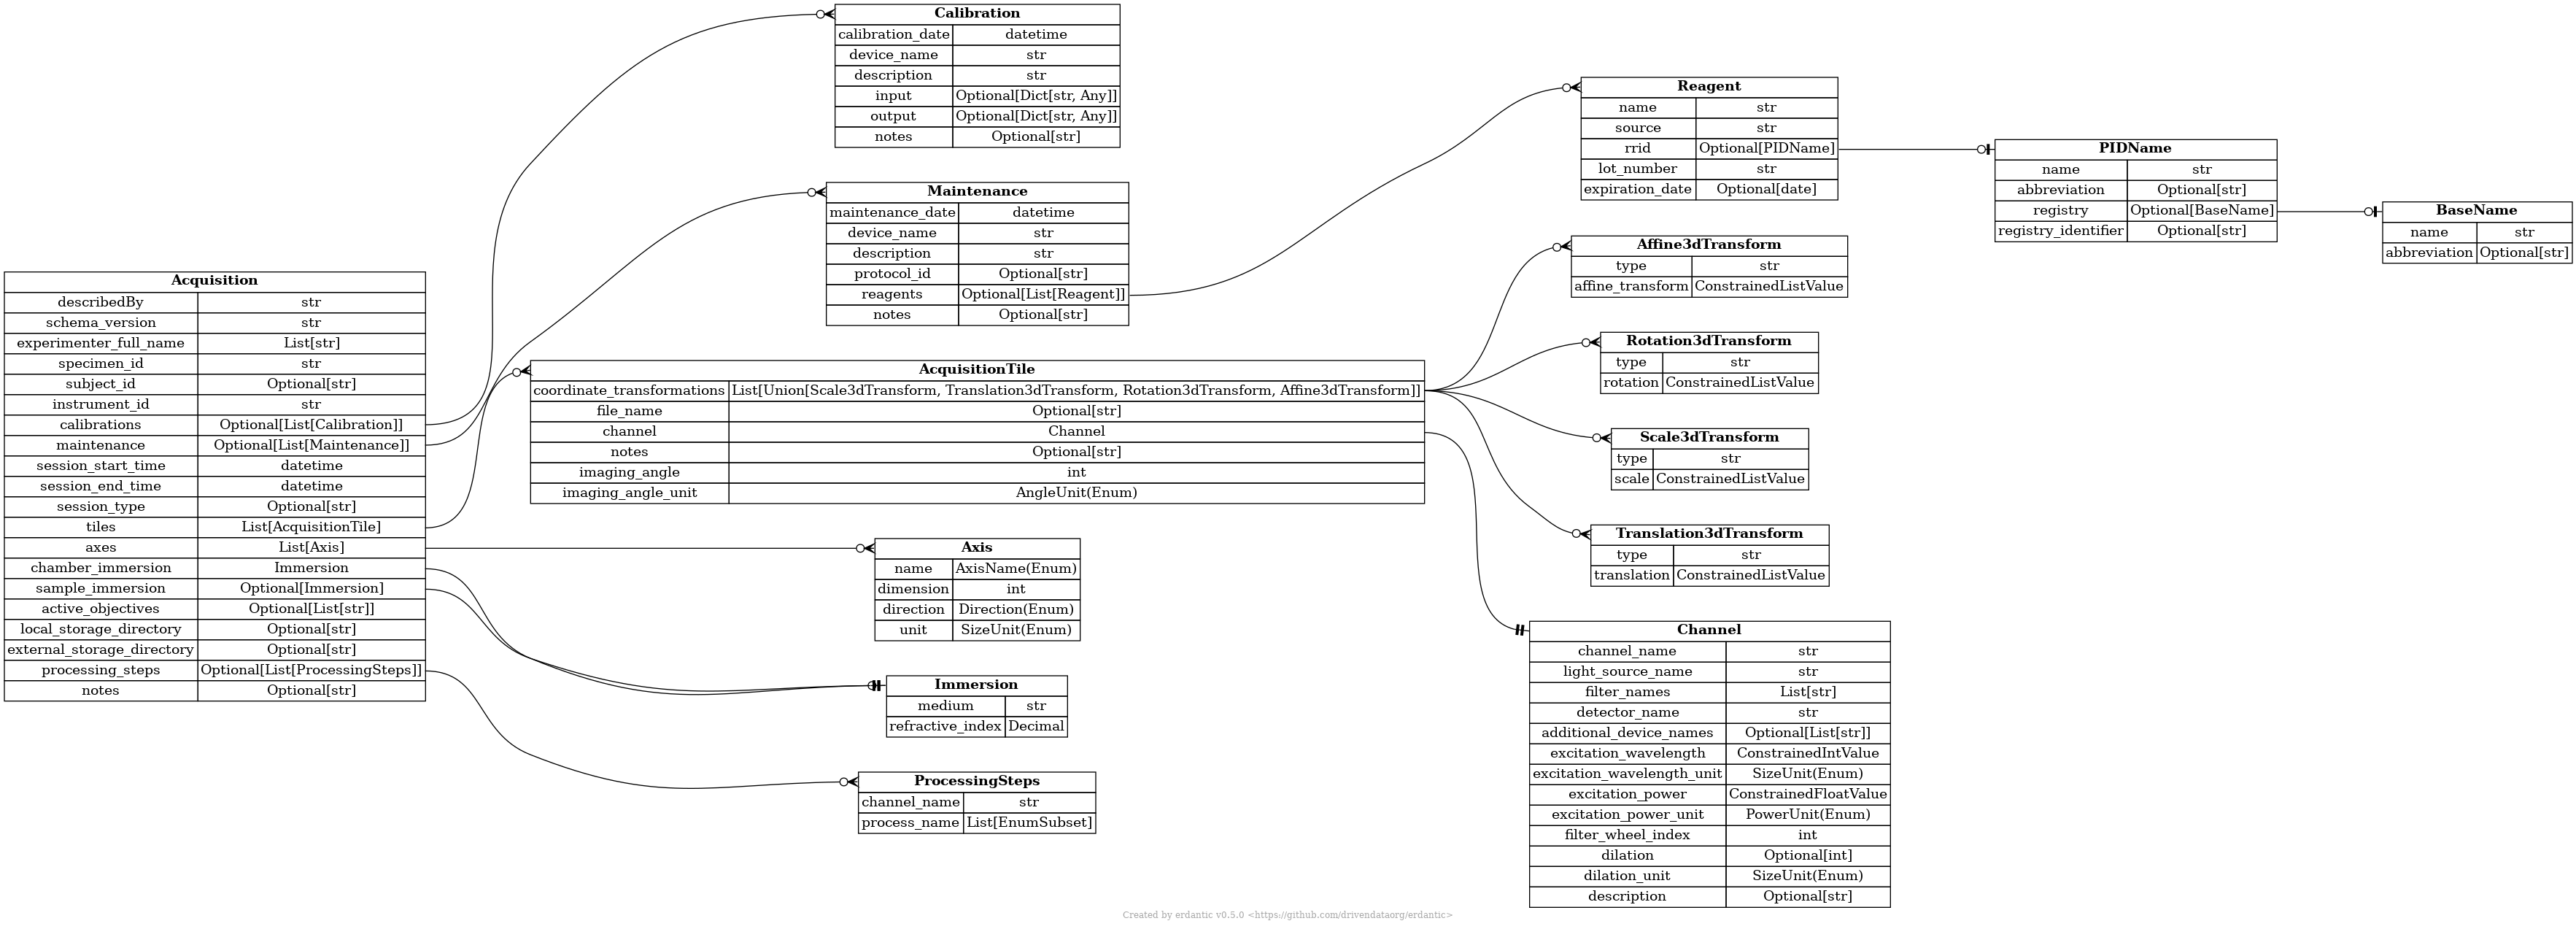 Calibration
calibration_date datetime
device_name str
description str
input Optional[Dict[str, Any]]
output Optional[Dict[str, Any]]
notes Optional[str]
Maintenance
maintenance_date datetime
device_name str
description str
protocol_id Optional[str]
reagents Optional[List[Reagent]]
notes Optional[str]
Reagent
name str
source str
rrid Optional[PIDName]
lot_number str
expiration_date Optional[date]
PIDName
name str
abbreviation Optional[str]
registry Optional[BaseName]
registry_identifier Optional[str]
BaseName
name str
abbreviation Optional[str]
Acquisition
describedBy str
schema_version str
experimenter_full_name List[str]
specimen_id str
subject_id Optional[str]
instrument_id str
calibrations Optional[List[Calibration]]
maintenance Optional[List[Maintenance]]
session_start_time datetime
session_end_time datetime
session_type Optional[str]
tiles List[AcquisitionTile]
axes List[Axis]
chamber_immersion Immersion
sample_immersion Optional[Immersion]
active_objectives Optional[List[str]]
local_storage_directory Optional[str]
external_storage_directory Optional[str]
processing_steps Optional[List[ProcessingSteps]]
notes Optional[str]
AcquisitionTile
coordinate_transformations List[Union[Scale3dTransform, Translation3dTransform, Rotation3dTransform, Affine3dTransform]]
file_name Optional[str]
channel Channel
notes Optional[str]
imaging_angle int
imaging_angle_unit AngleUnit(Enum)
Affine3dTransform
type str
affine_transform ConstrainedListValue
Rotation3dTransform
type str
rotation ConstrainedListValue
Scale3dTransform
type str
scale ConstrainedListValue
Translation3dTransform
type str
translation ConstrainedListValue
Axis
name AxisName(Enum)
dimension int
direction Direction(Enum)
unit SizeUnit(Enum)
Immersion
medium str
refractive_index Decimal
ProcessingSteps
channel_name str
process_name List[EnumSubset]
Channel
channel_name str
light_source_name str
filter_names List[str]
detector_name str
additional_device_names Optional[List[str]]
excitation_wavelength ConstrainedIntValue
excitation_wavelength_unit SizeUnit(Enum)
excitation_power ConstrainedFloatValue
excitation_power_unit PowerUnit(Enum)
filter_wheel_index int
dilation Optional[int]
dilation_unit SizeUnit(Enum)
description Optional[str]
Created by erdantic v0.5.0 <https://github.com/drivendataorg/erdantic>